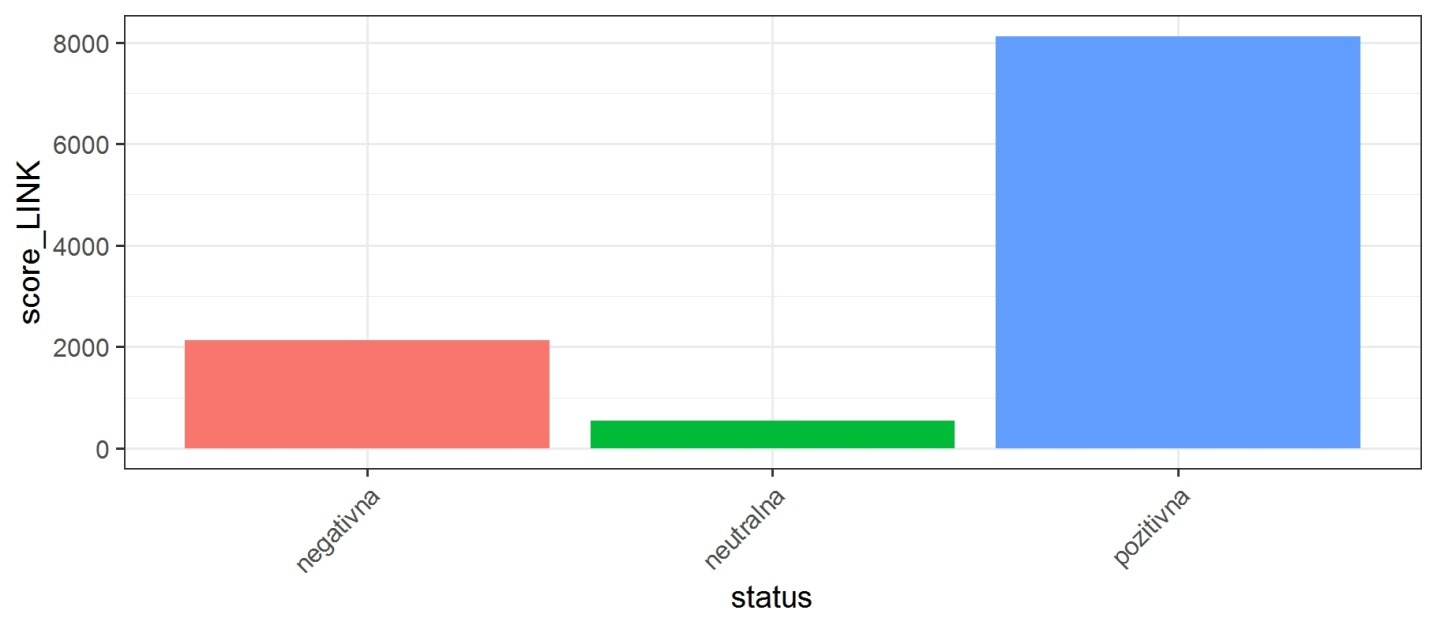 score_LINK
8000
6000
4000
2000
0
negativna
neutralna
pozitivna
status